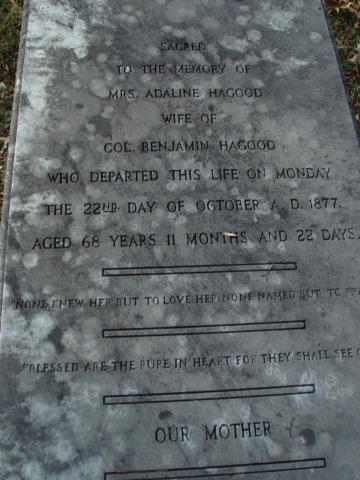 SACRED
TO THE MEMORY OF
MRS. ADALINE HAGOOD
WIFE OF
COL. BENJAMIN HAGOOD
WHO DEPARTED THIS LIFE ON MONDAY
THE 22ND. DAY OF OCTOBER A. D. 1877,
AGED 68 YEARS 11 MONTHS AND 22 DAYS.
"NONE KNEW HER BUT TO LOVE HER NONE NAMED BUT TO
"BLESSED ARE THE PURE IN HEART FOR THEY SHALL SEE
OUR MOTHER